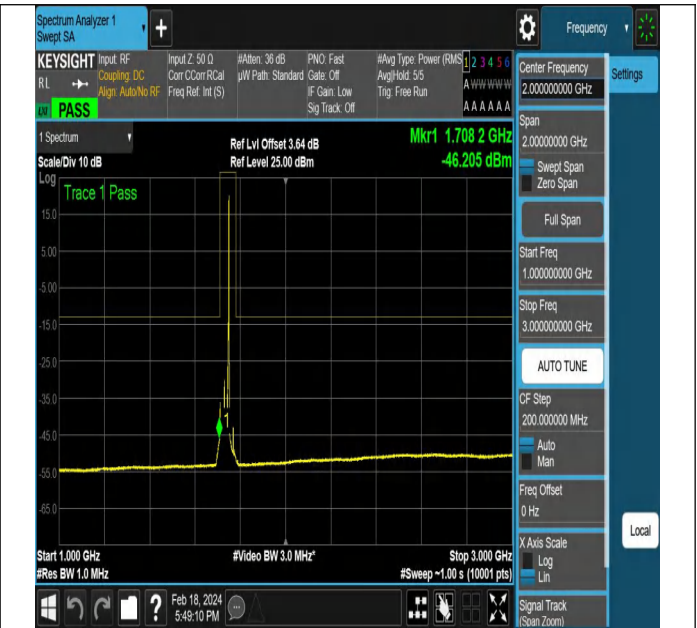 Spectrum Analyzer 1
Swept SA
Frequency
KEYSIGHT
RL
LXI
PASS
Input: RF
Coupling: DC
Align: Auto/No RF
Input Z: 50 Ω
Corr CCorr RCal
Freq Ref: Int (S)
#Atten: 36 dB
µW Path: Standard
PNO: Fast
Gate: Off
IF Gain: Low
Sig Track: Off
#Avg Type: Power (RMS
Avg|Hold: 5/5
Trig: Free Run
1 2 3 4 5 6
A W W W W W
A A A A A A
1 Spectrum
Scale/Div 10 dB
Log
Ref Lvl Offset 3.64 dB
Ref Level 25.00 dBm
Mkr1 1.708 2 GHz
-46.205 dBm
Trace 1 Pass
15.0
5.00
-5.00
-15.0
-25.0
-35.0
-45.0
-55.0
-65.0
1
Start 1.000 GHz
#Res BW 1.0 MHz
#Video BW 3.0 MHz*
Stop 3.000 GHz
#Sweep ~1.00 s (10001 pts)
Feb 18, 2024
5:49:10 PM
?
Center Frequency
2.000000000 GHz
Settings
Span
2.00000000 GHz
Swept Span
Zero Span
Full Span
Start Freq
1.000000000 GHz
Stop Freq
3.000000000 GHz
AUTO TUNE
CF Step
200.000000 MHz
Auto
Man
Freq Offset
0 Hz
Local
X Axis Scale
Log
Lin
Signal Track
(Span Zoom)